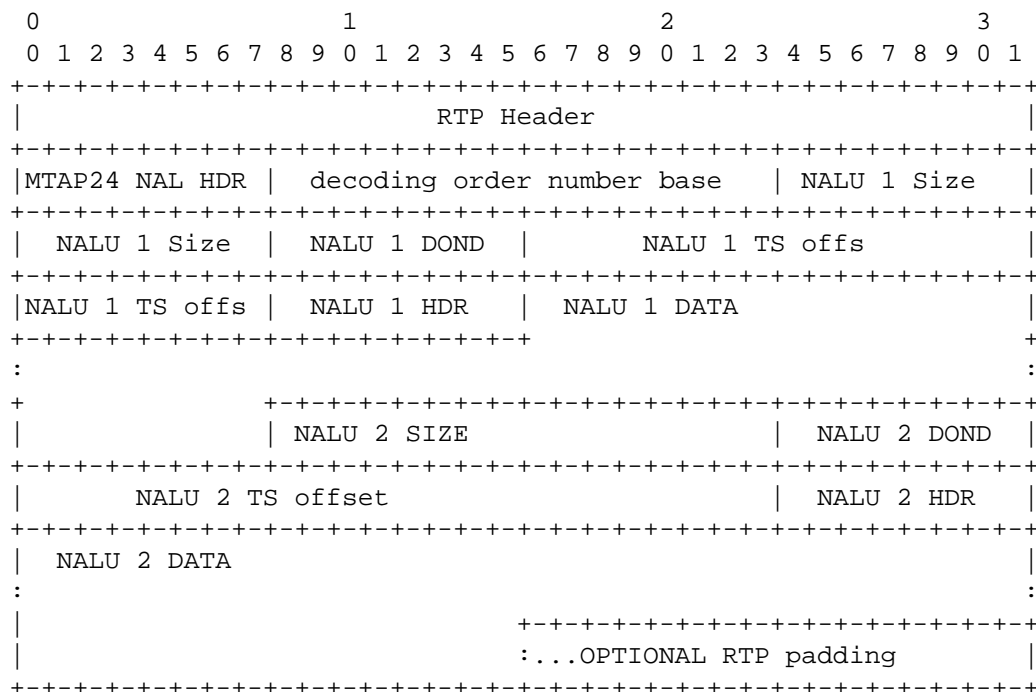 0                   1                   2                   3
 0 1 2 3 4 5 6 7 8 9 0 1 2 3 4 5 6 7 8 9 0 1 2 3 4 5 6 7 8 9 0 1
+-+-+-+-+-+-+-+-+-+-+-+-+-+-+-+-+-+-+-+-+-+-+-+-+-+-+-+-+-+-+-+-+
|                          RTP Header                           |
+-+-+-+-+-+-+-+-+-+-+-+-+-+-+-+-+-+-+-+-+-+-+-+-+-+-+-+-+-+-+-+-+
|MTAP24 NAL HDR |  decoding order number base   | NALU 1 Size   |
+-+-+-+-+-+-+-+-+-+-+-+-+-+-+-+-+-+-+-+-+-+-+-+-+-+-+-+-+-+-+-+-+
|  NALU 1 Size  |  NALU 1 DOND  |       NALU 1 TS offs          |
+-+-+-+-+-+-+-+-+-+-+-+-+-+-+-+-+-+-+-+-+-+-+-+-+-+-+-+-+-+-+-+-+
|NALU 1 TS offs |  NALU 1 HDR   |  NALU 1 DATA                  |
+-+-+-+-+-+-+-+-+-+-+-+-+-+-+-+-+                               +
:                                                               :
+               +-+-+-+-+-+-+-+-+-+-+-+-+-+-+-+-+-+-+-+-+-+-+-+-+
|               | NALU 2 SIZE                   |  NALU 2 DOND  |
+-+-+-+-+-+-+-+-+-+-+-+-+-+-+-+-+-+-+-+-+-+-+-+-+-+-+-+-+-+-+-+-+
|       NALU 2 TS offset                        |  NALU 2 HDR   |
+-+-+-+-+-+-+-+-+-+-+-+-+-+-+-+-+-+-+-+-+-+-+-+-+-+-+-+-+-+-+-+-+
|  NALU 2 DATA                                                  |
:                                                               :
|                               +-+-+-+-+-+-+-+-+-+-+-+-+-+-+-+-+
|                               :...OPTIONAL RTP padding        |
+-+-+-+-+-+-+-+-+-+-+-+-+-+-+-+-+-+-+-+-+-+-+-+-+-+-+-+-+-+-+-+-+